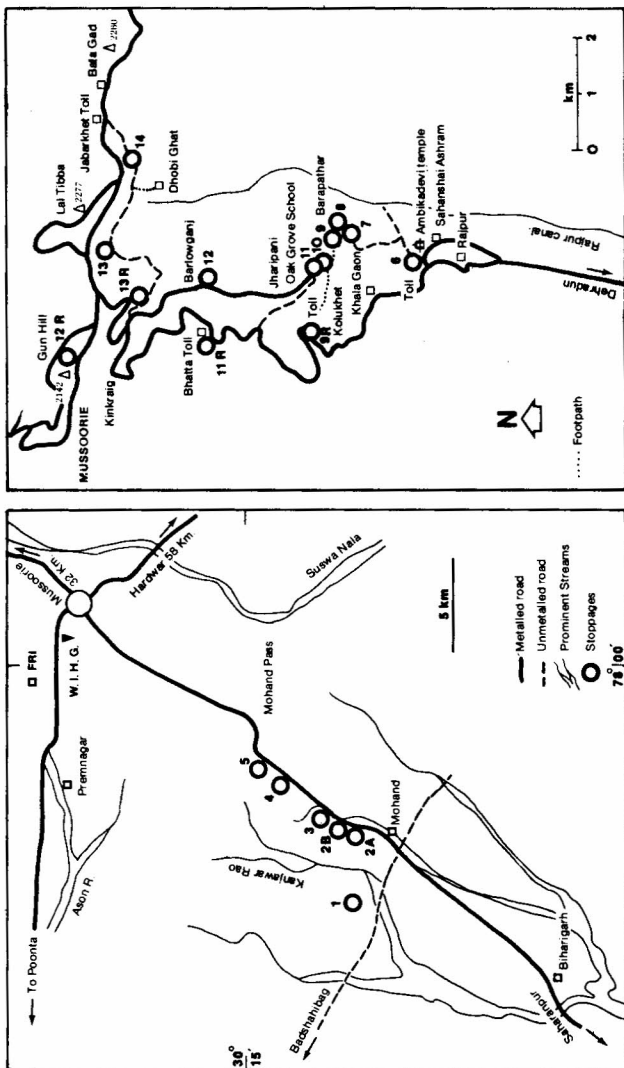 Bata Gad
2280
Jabarkhet Toll
Lal Tibba
2277
14
Dhobi Ghat
13
13 R
Gun Hill
12 R
2142
MUSSOORIE
Kinkraig
Barlowganj
12
Bhatta Toll
11 R
Jharipani
Oak Grove School
Barapathar
11
10
9
8
7
Toll
9R
Kolukhet
Khala Gaon
6
Toll
Ambikadevi temple
Sahanshai Ashram
Rajpur
Rajpur canal
Dehradun
N
Footpath
km
0 1 2
To Poonta
Ason R
Premnagar
FRI
W. I. H. G.
Mussoorie
32 Km.
Hardwar 58 Km
Suswa Nala
Mohand Pass
5
4
3
2B
2A
Mohand
Kanjawar Rao
1
Badshahibag
Biharigarh
Saharanpur
30°
15'
78°00'
5 km
Metalled road
Unmetalled road
Prominent Streams
Stoppages